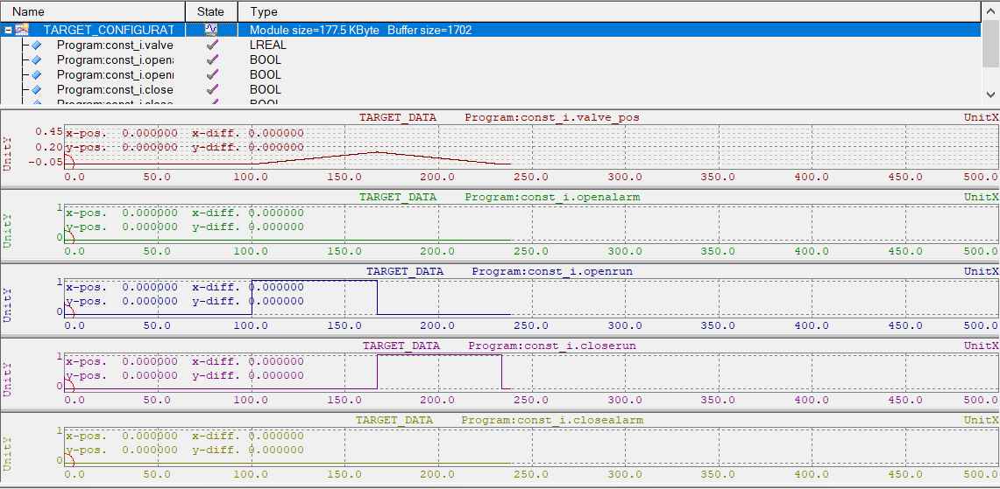 Name State Type
TARGET_CONFIGURAT Module size=177.5 KByte Buffer size=1702
Program:const_i.valve LREAL
Program:const_i.open BOOL
Program:const_i.open BOOL
Program:const_i.close BOOL
TARGET_DATA Program:const_i.valve_pos UnitX
UnitY
0.45 x-pos. 0.000000 x-diff. 0.000000
0.20 y-pos. 0.000000 y-diff. 0.000000
-0.05
0.0 50.0 100.0 150.0 200.0 250.0 300.0 350.0 400.0 450.0 500.0
TARGET_DATA Program:const_i.openalarm UnitX
UnitY
1 x-pos. 0.000000 x-diff. 0.000000
y-pos. 0.000000 y-diff. 0.000000
0
0.0 50.0 100.0 150.0 200.0 250.0 300.0 350.0 400.0 450.0 500.0
TARGET_DATA Program:const_i.openrun UnitX
UnitY
1 x-pos. 0.000000 x-diff. 0.000000
y-pos. 0.000000 y-diff. 0.000000
0
0.0 50.0 100.0 150.0 200.0 250.0 300.0 350.0 400.0 450.0 500.0
TARGET_DATA Program:const_i.closerun UnitX
UnitY
1 x-pos. 0.000000 x-diff. 0.000000
y-pos. 0.000000 y-diff. 0.000000
0
0.0 50.0 100.0 150.0 200.0 250.0 300.0 350.0 400.0 450.0 500.0
TARGET_DATA Program:const_i.closealarm UnitX
UnitY
1 x-pos. 0.000000 x-diff. 0.000000
y-pos. 0.000000 y-diff. 0.000000
0
0.0 50.0 100.0 150.0 200.0 250.0 300.0 350.0 400.0 450.0 500.0